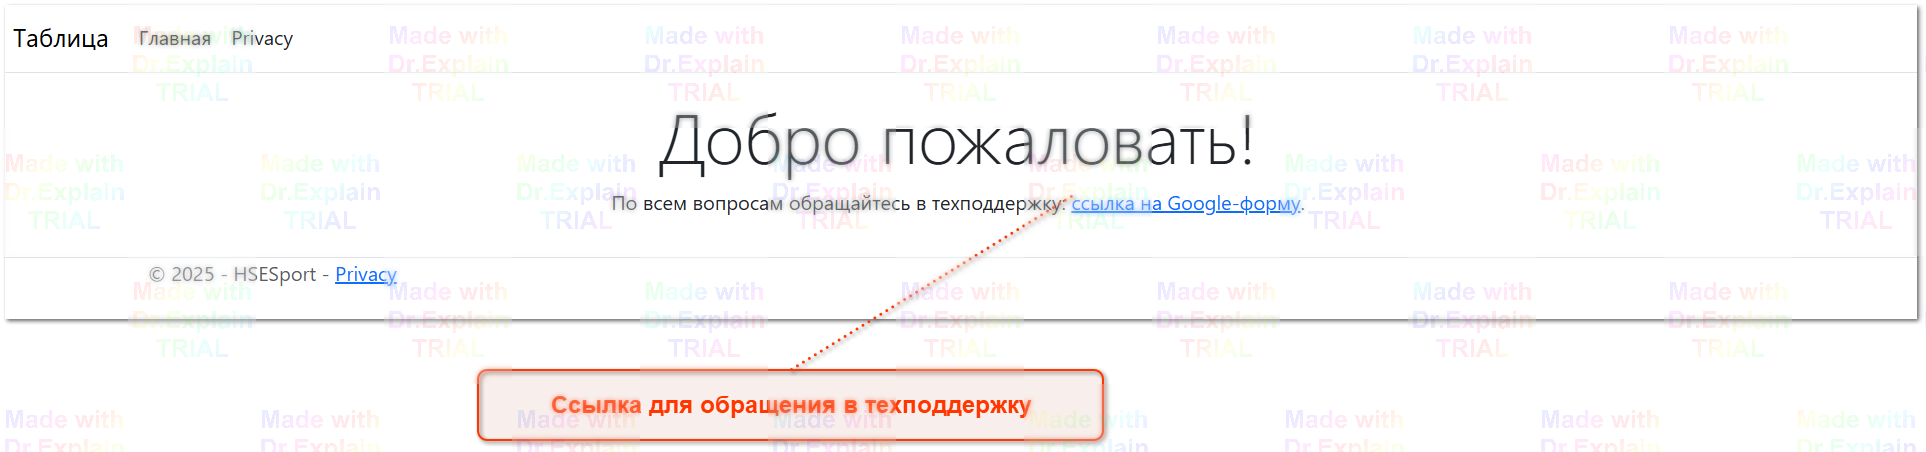 Таблица Главная Privacy
Добро пожаловать!
По всем вопросам обращайтесь в техподдержку: ссылка на Google-форму.
© 2025 - HSESport - Privacy
Ссылка для обращения в техподдержку
Made with
Dr.Explain
TRIAL